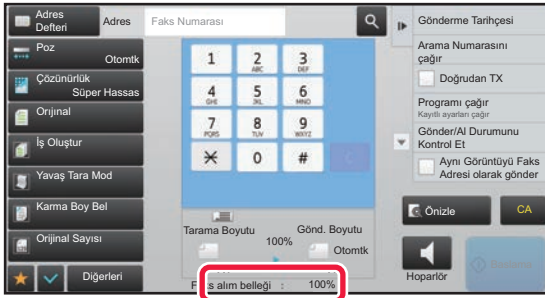 Adres
Defteri
Adres
Faks Numarası
Poz
Otomtk
Çözünürlük
Süper Hassas
Orijinal
İş Oluştur
Yavaş Tara Mod
Karma Boy Bel
Orijinal Sayısı
Diğerleri
1
2
ABC
3
DEF
4
GHI
5
JKL
6
MNO
7
PQRS
8
TUV
9
WXYZ
0
#
C
Tarama Boyutu
100%
Gönd. Boyutu
Otomtk
Faks alım belleği : 100%
Gönderme Tarihçesi
Arama Numarasını
çağır
Doğrudan TX
Programı çağır
Kayıtlı ayarları çağır
Gönder/Al Durumunu
Kontrol Et
Aynı Görüntüyü Faks
Adresi olarak gönder
Önizle
CA
Hoparlör